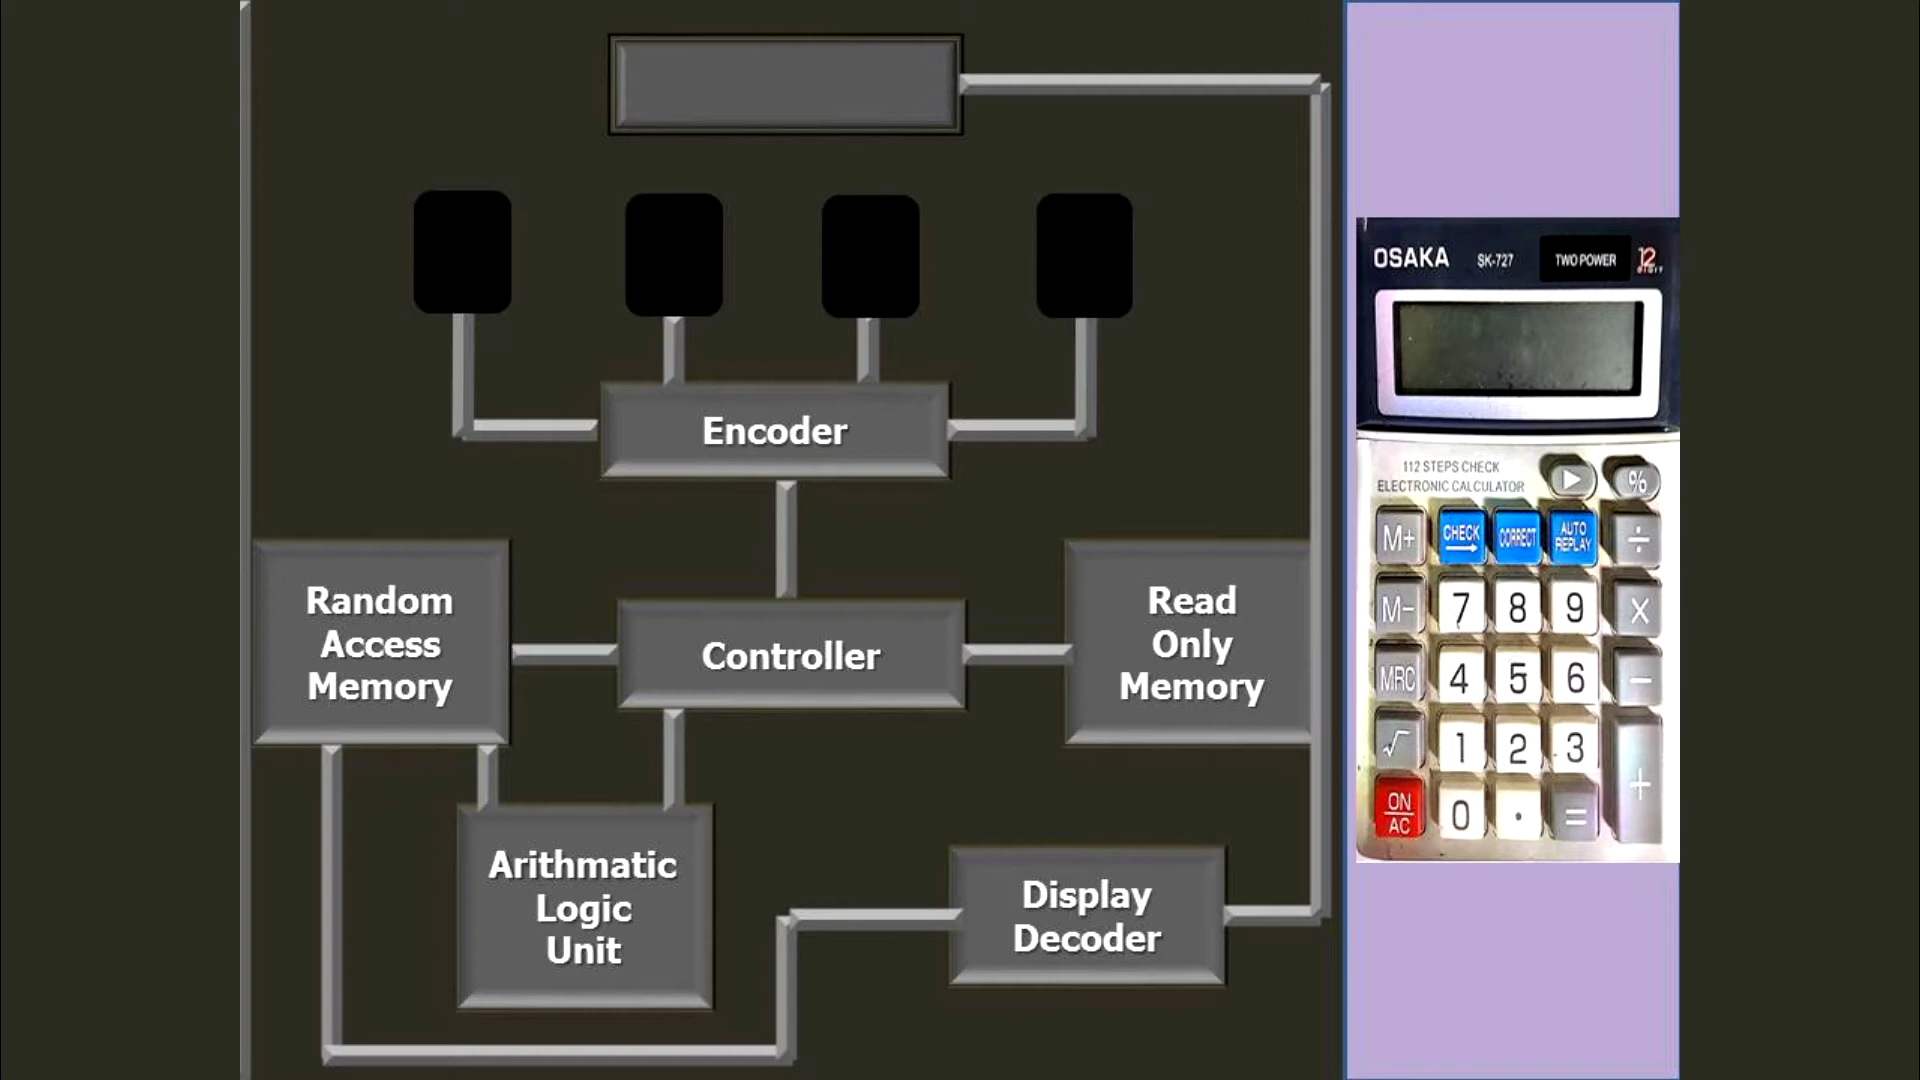 Encoder
Random
Access
Memory
Controller
Read
Only
Memory
Arithmatic
Logic
Unit
Display
Decoder
OSAKA SK-727 TWO POWER 12
112 STEPS CHECK
ELECTRONIC CALCULATOR ▶ %
M+ CHECK → CORRECT AUTO REPLAY ÷
M− 7 8 9 ×
MRC 4 5 6 −
√ 1 2 3
ON AC 0 . = +